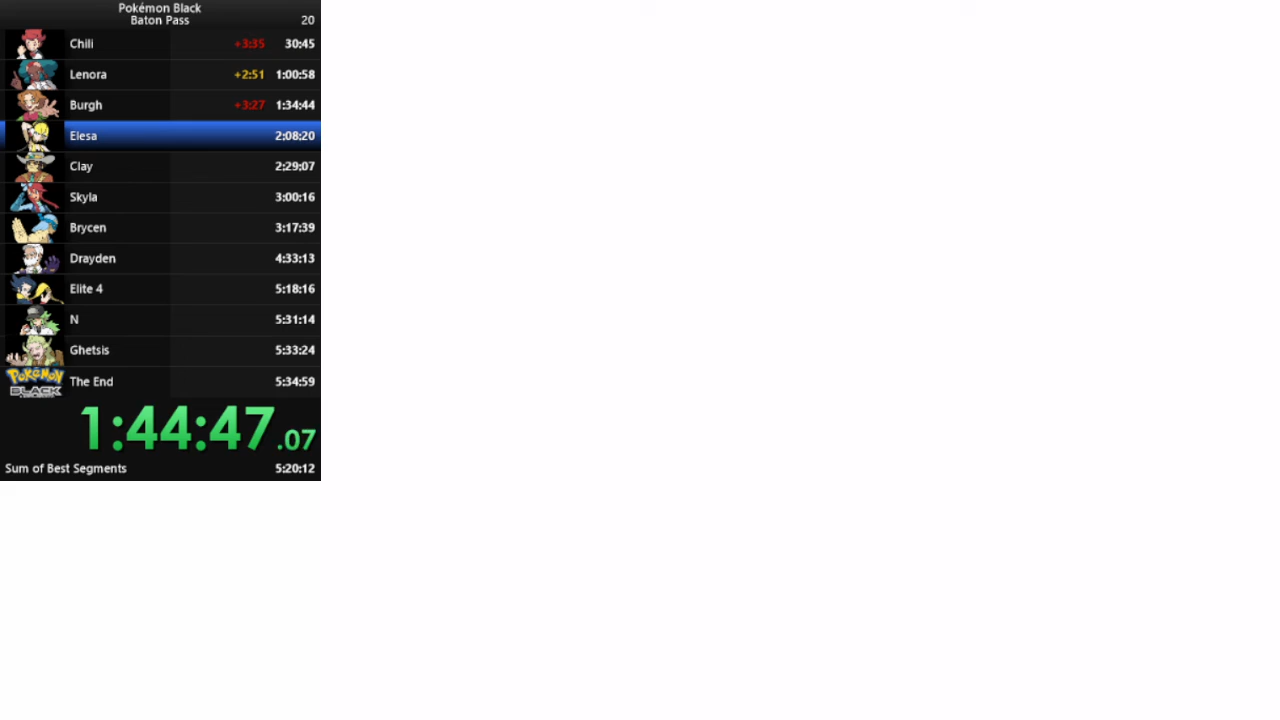 Pokémon Black
Baton Pass 20
Chili +3:35 30:45
Lenora +2:51 1:00:58
Burgh +3:27 1:34:44
Elesa 2:08:20
Clay 2:29:07
Skyla 3:00:16
Brycen 3:17:39
Drayden 4:33:13
Elite 4 5:18:16
N 5:31:14
Ghetsis 5:33:24
POKéMON
BLACK
The End 5:34:59
1:44:47.07
Sum of Best Segments 5:20:12